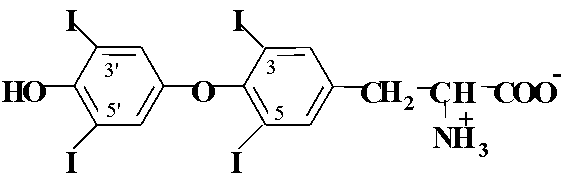 I I
3' 3
HO O CH2 CH COO-
5' 5 +
NH3
I I